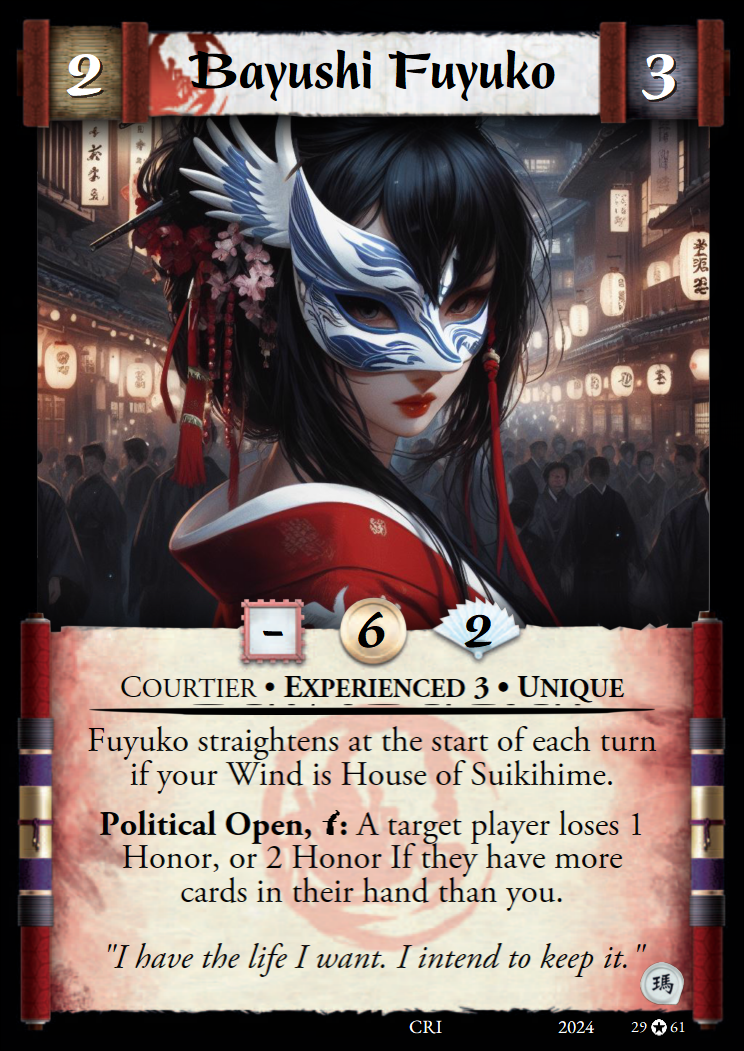 2
Bayushi Fuyuko
3
-
6
2
COURTIER • EXPERIENCED 3 • UNIQUE
Fuyuko straightens at the start of each turn
if your Wind is House of Suikihime.
Political Open, : A target player loses 1
Honor, or 2 Honor If they have more
cards in their hand than you.
"I have the life I want. I intend to keep it."
瑪
CRI
2024
29
61